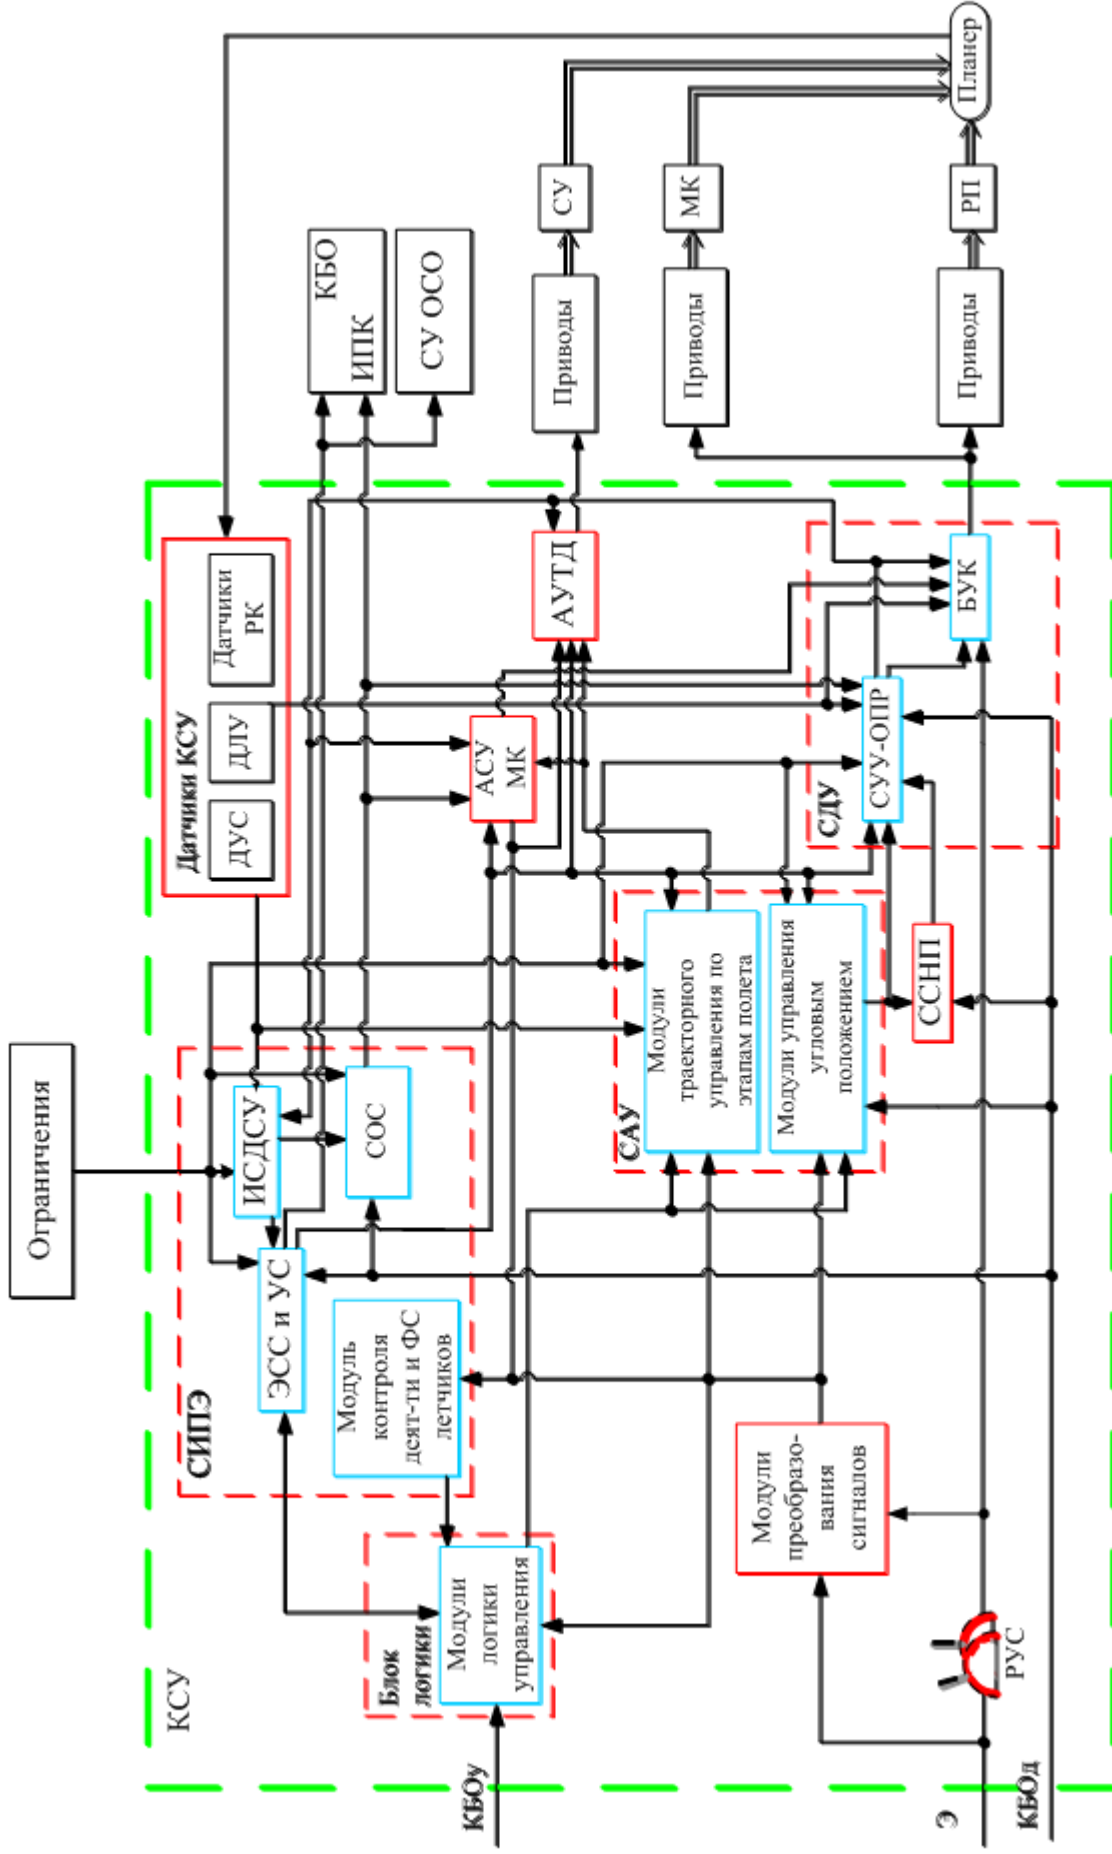 Ограничения
КСУ
СИПЭ
ЭСС и УС
ИСДСУ
СОС
Модуль
контроля
деят-ти и ФС
летчиков
Датчики КСУ
ДУС
ДЛУ
Датчики
РК
КБО
ИПК
СУ ОСО
Блок
логики
Модули
логики
управления
КБОу
АСУ
МК
АУТД
Приводы
СУ
САУ
Модули
траекторного
управления по
этапам полета
Модули управления
угловым
положением
Приводы
МК
Модули
преобразо-
вания
сигналов
СДУ
СУУ-ОПР
БУК
ССНП
Приводы
РП
Планер
РУС
Э
КБОд